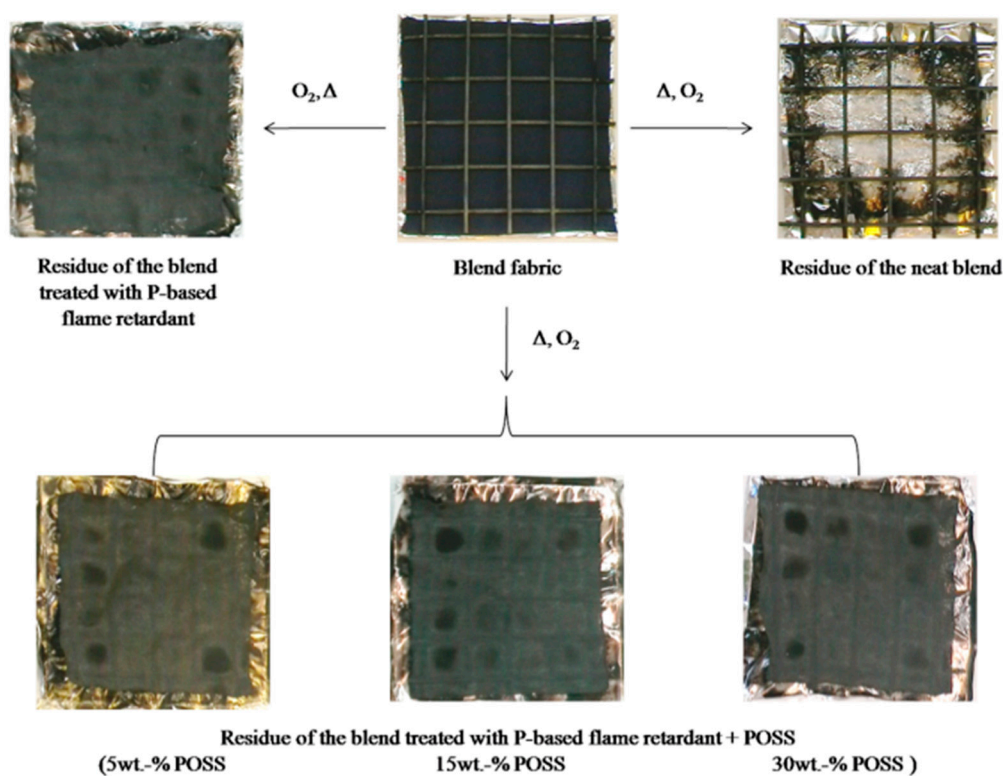 O₂, Δ
Δ, O₂
Residue of the blend
treated with P-based
flame retardant
Blend fabric
Residue of the neat blend
Δ, O₂
Residue of the blend treated with P-based flame retardant + POSS
(5wt.-% POSS 15wt.-% POSS 30wt.-% POSS )